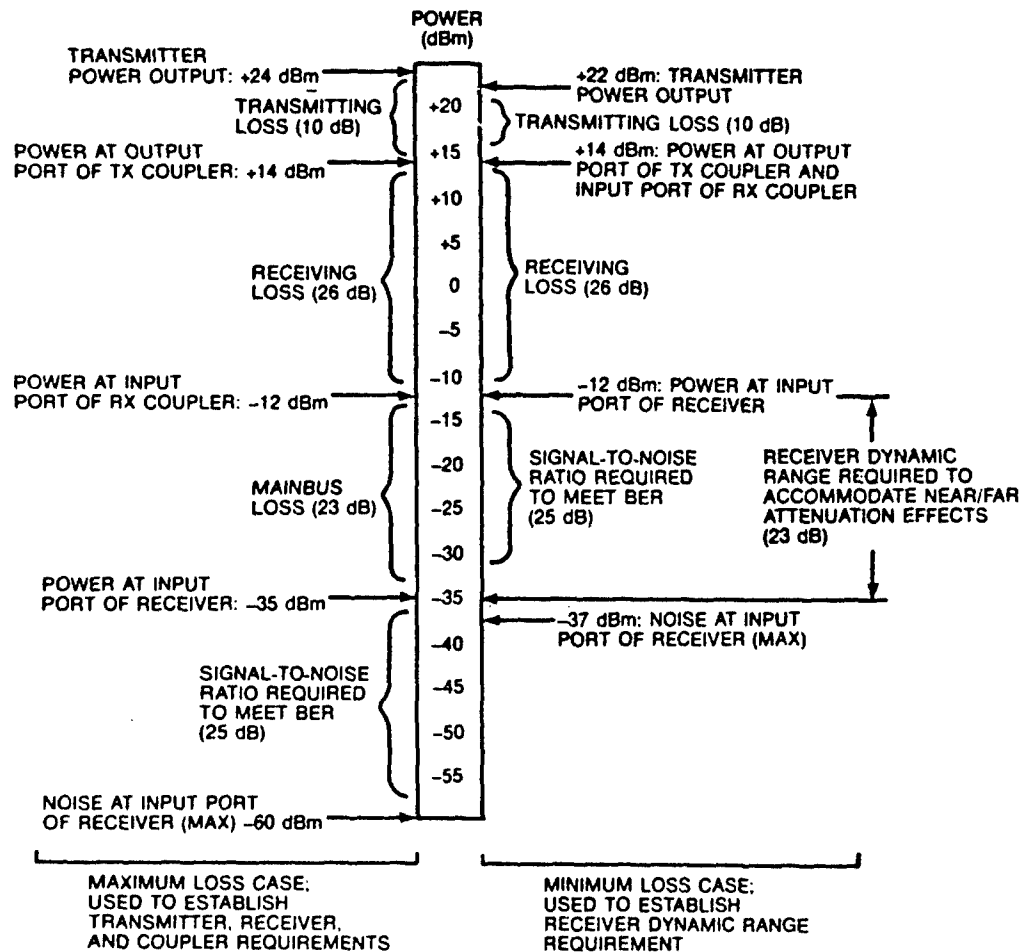 POWER
(dBm)
TRANSMITTER
POWER OUTPUT: +24 dBm
TRANSMITTING
LOSS (10 dB)
POWER AT OUTPUT
PORT OF TX COUPLER: +14 dBm
RECEIVING
LOSS (26 dB)
POWER AT INPUT
PORT OF RX COUPLER: -12 dBm
MAINBUS
LOSS (23 dB)
POWER AT INPUT
PORT OF RECEIVER: -35 dBm
SIGNAL-TO-NOISE
RATIO REQUIRED
TO MEET BER
(25 dB)
NOISE AT INPUT PORT
OF RECEIVER (MAX) -60 dBm
+20
+15
+10
+5
0
-5
-10
-15
-20
-25
-30
-35
-40
-45
-50
-55
+22 dBm: TRANSMITTER
POWER OUTPUT
TRANSMITTING LOSS (10 dB)
+14 dBm: POWER AT OUTPUT
PORT OF TX COUPLER AND
INPUT PORT OF RX COUPLER
RECEIVING
LOSS (26 dB)
-12 dBm: POWER AT INPUT
PORT OF RECEIVER
SIGNAL-TO-NOISE
RATIO REQUIRED
TO MEET BER
(25 dB)
RECEIVER DYNAMIC
RANGE REQUIRED TO
ACCOMMODATE NEAR/FAR
ATTENUATION EFFECTS
(23 dB)
-37 dBm: NOISE AT INPUT
PORT OF RECEIVER (MAX)
MAXIMUM LOSS CASE;
USED TO ESTABLISH
TRANSMITTER, RECEIVER,
AND COUPLER REQUIREMENTS
MINIMUM LOSS CASE;
USED TO ESTABLISH
RECEIVER DYNAMIC RANGE
REQUIREMENT